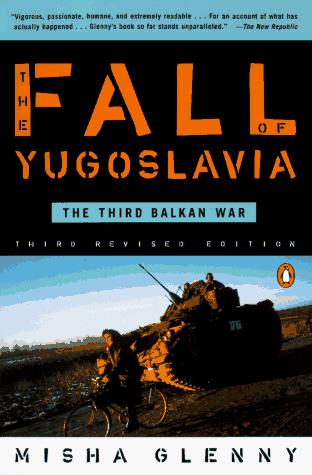 "Vigorous, passionate, humane, and extremely readable . . . For an account of what has
actually happened . . . Glenny's book so far stands unparalleled." —The New Republic
THE FALL OF
YUGOSLAVIA
THE THIRD BALKAN WAR
THIRD REVISED EDITION
MISHA GLENNY